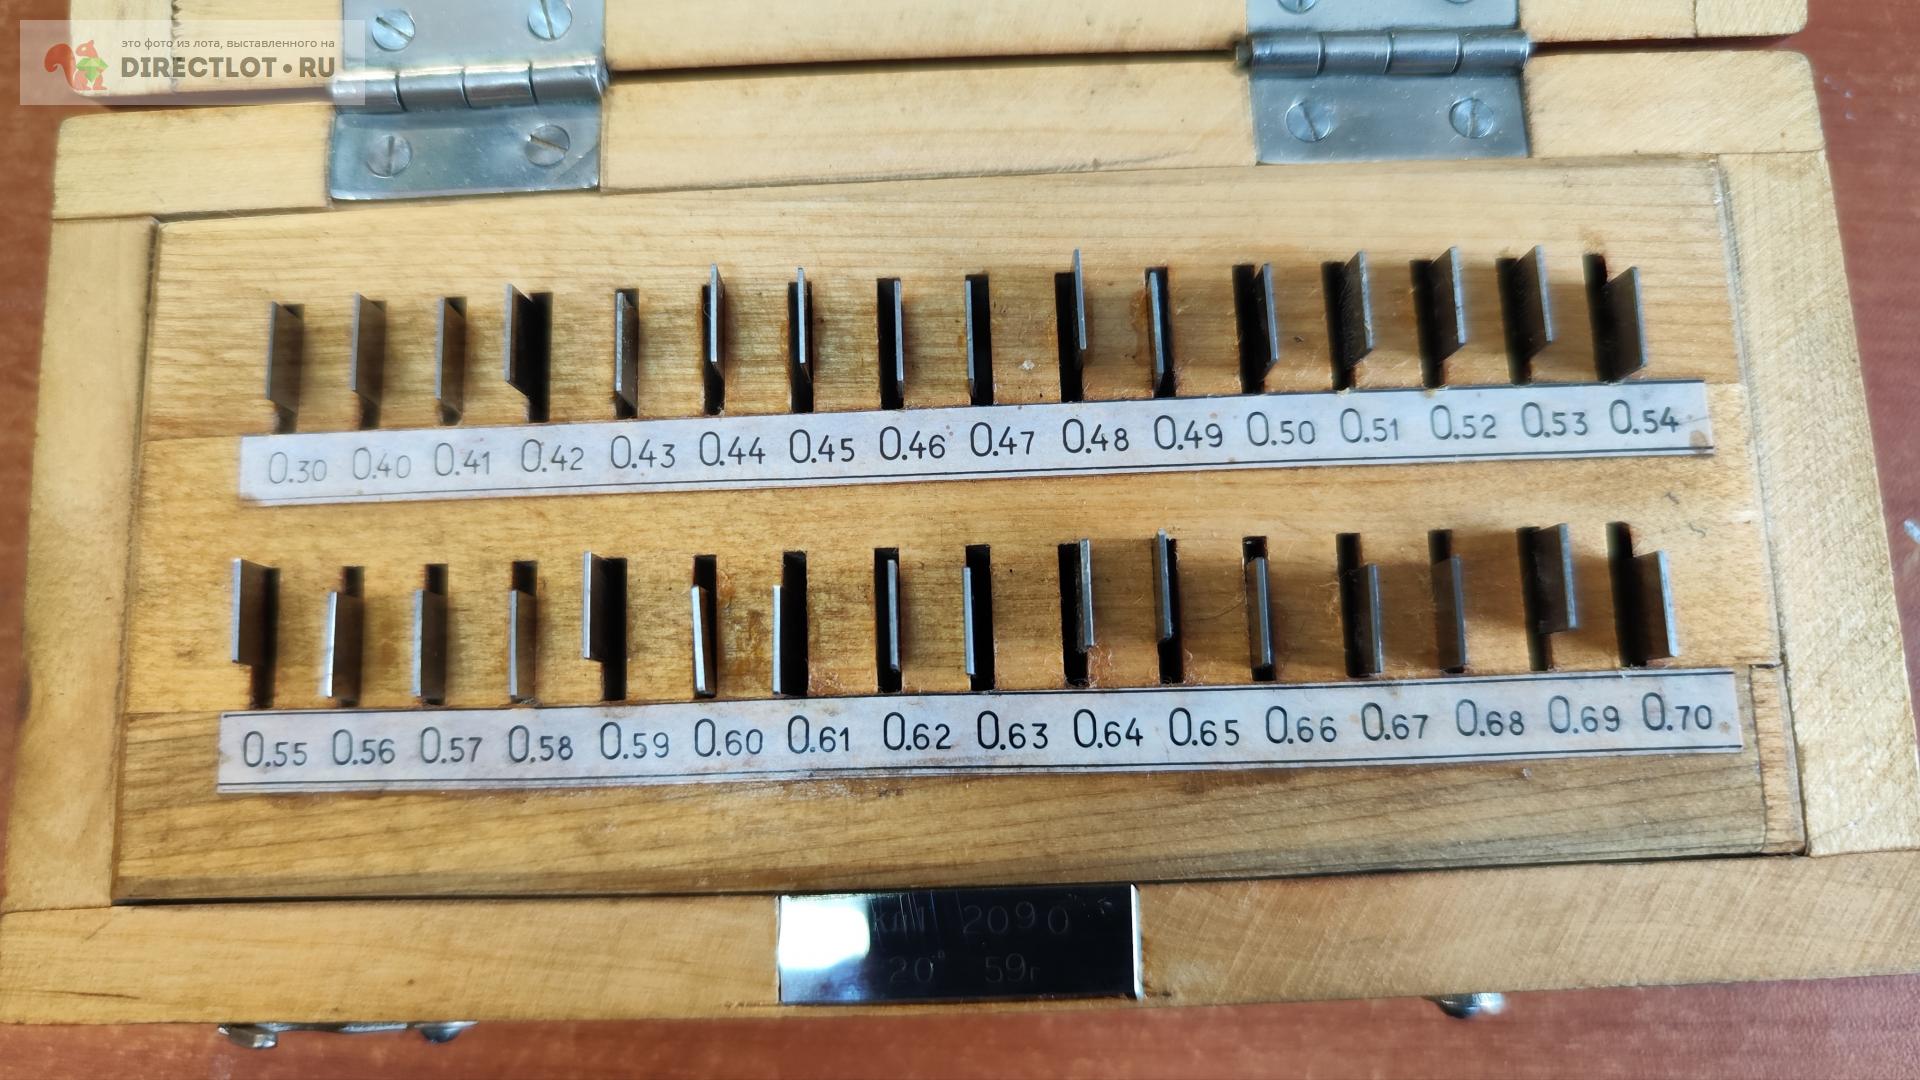 это фото из лота, выставленного на
DIRECTLOT.RU
0.30 0.40 0.41 0.42 0.43 0.44 0.45 0.46 0.47 0.48 0.49 0.50 0.51 0.52 0.53 0.54
0.55 0.56 0.57 0.58 0.59 0.60 0.61 0.62 0.63 0.64 0.65 0.66 0.67 0.68 0.69 0.70
2090
20° 59г